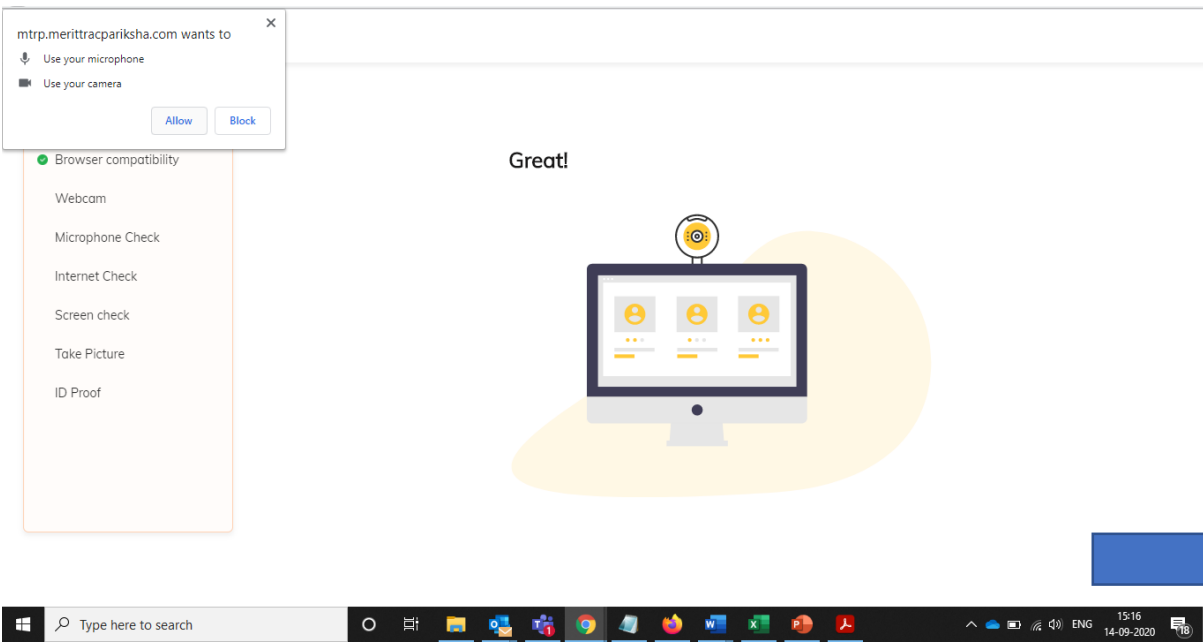 mtrp.merittracpariksha.com wants to
Use your microphone
Use your camera
Allow
Block
Browser compatibility
Webcam
Microphone Check
Internet Check
Screen check
Take Picture
ID Proof
Great!
Type here to search
ENG
15:16
14-09-2020
18
1